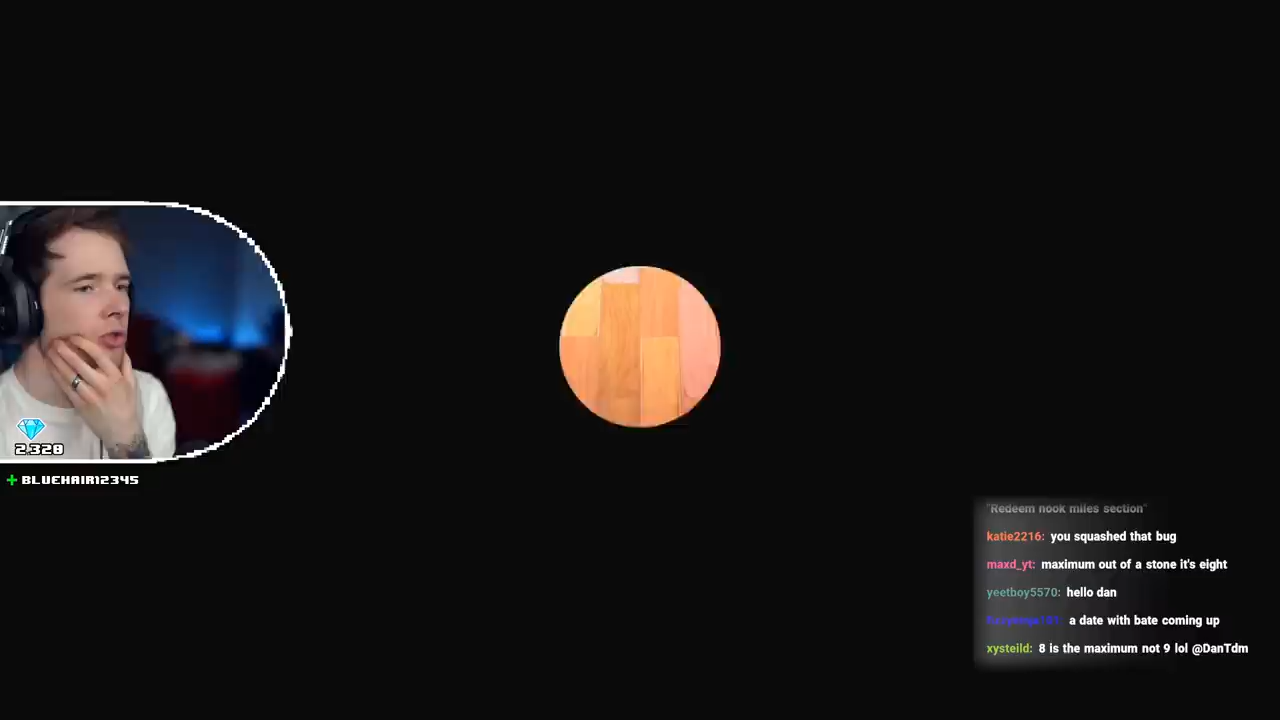 2,328
+ BLUEHAIR12345
"Redeem nook miles section"
katie2216: you squashed that bug
maxd_yt: maximum out of a stone it's eight
yeetboy5570: hello dan
a date with bate coming up
xysteild: 8 is the maximum not 9 lol @DanTdm